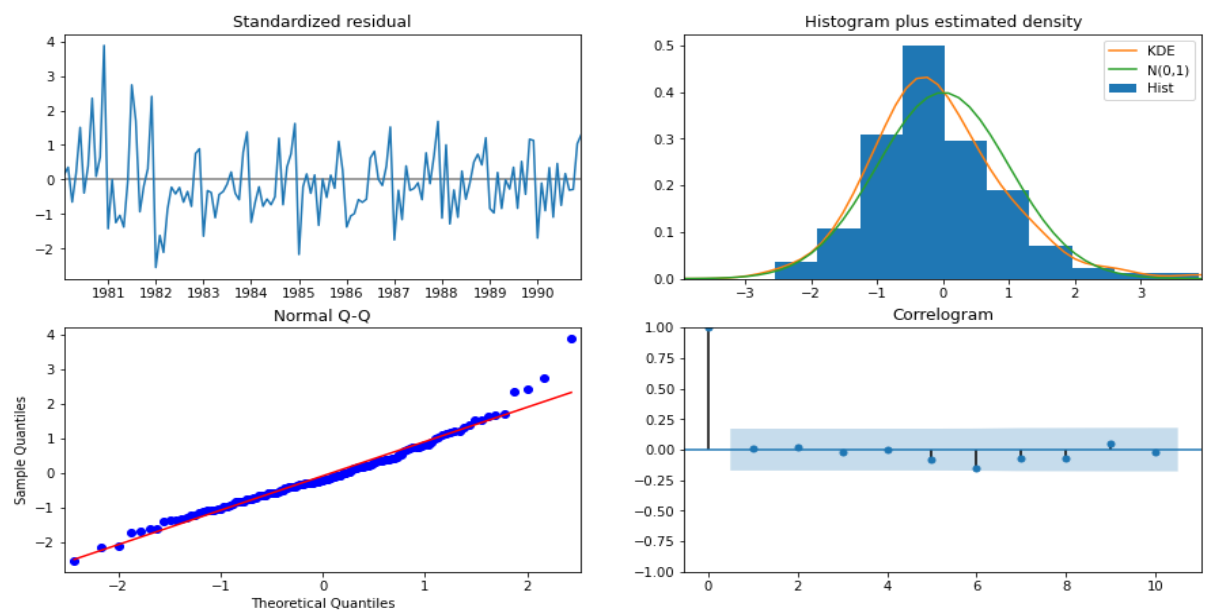 Standardized residual
4
3
2
1
0
−1
−2
1981 1982 1983 1984 1985 1986 1987 1988 1989 1990
Histogram plus estimated density
KDE
N(0,1)
Hist
0.5
0.4
0.3
0.2
0.1
0.0
−3 −2 −1 0 1 2 3
Normal Q-Q
Sample Quantiles
4
3
2
1
0
−1
−2
−2 −1 0 1 2
Theoretical Quantiles
Correlogram
1.00
0.75
0.50
0.25
0.00
−0.25
−0.50
−0.75
−1.00
0 2 4 6 8 10